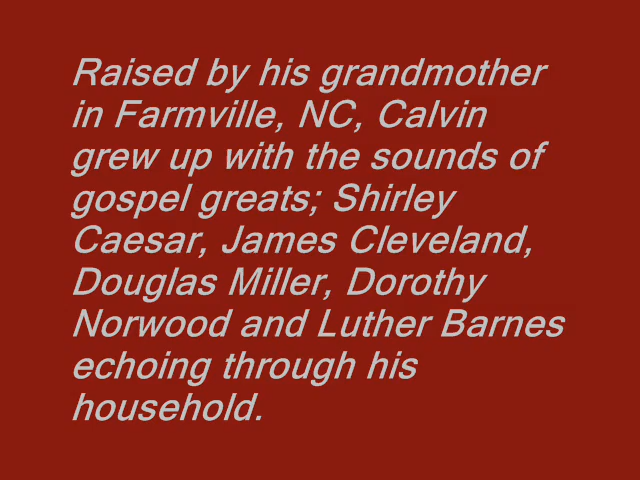 Raised by his grandmother
in Farmville, NC, Calvin
grew up with the sounds of
gospel greats; Shirley
Caesar, James Cleveland,
Douglas Miller, Dorothy
Norwood and Luther Barnes
echoing through his
household.